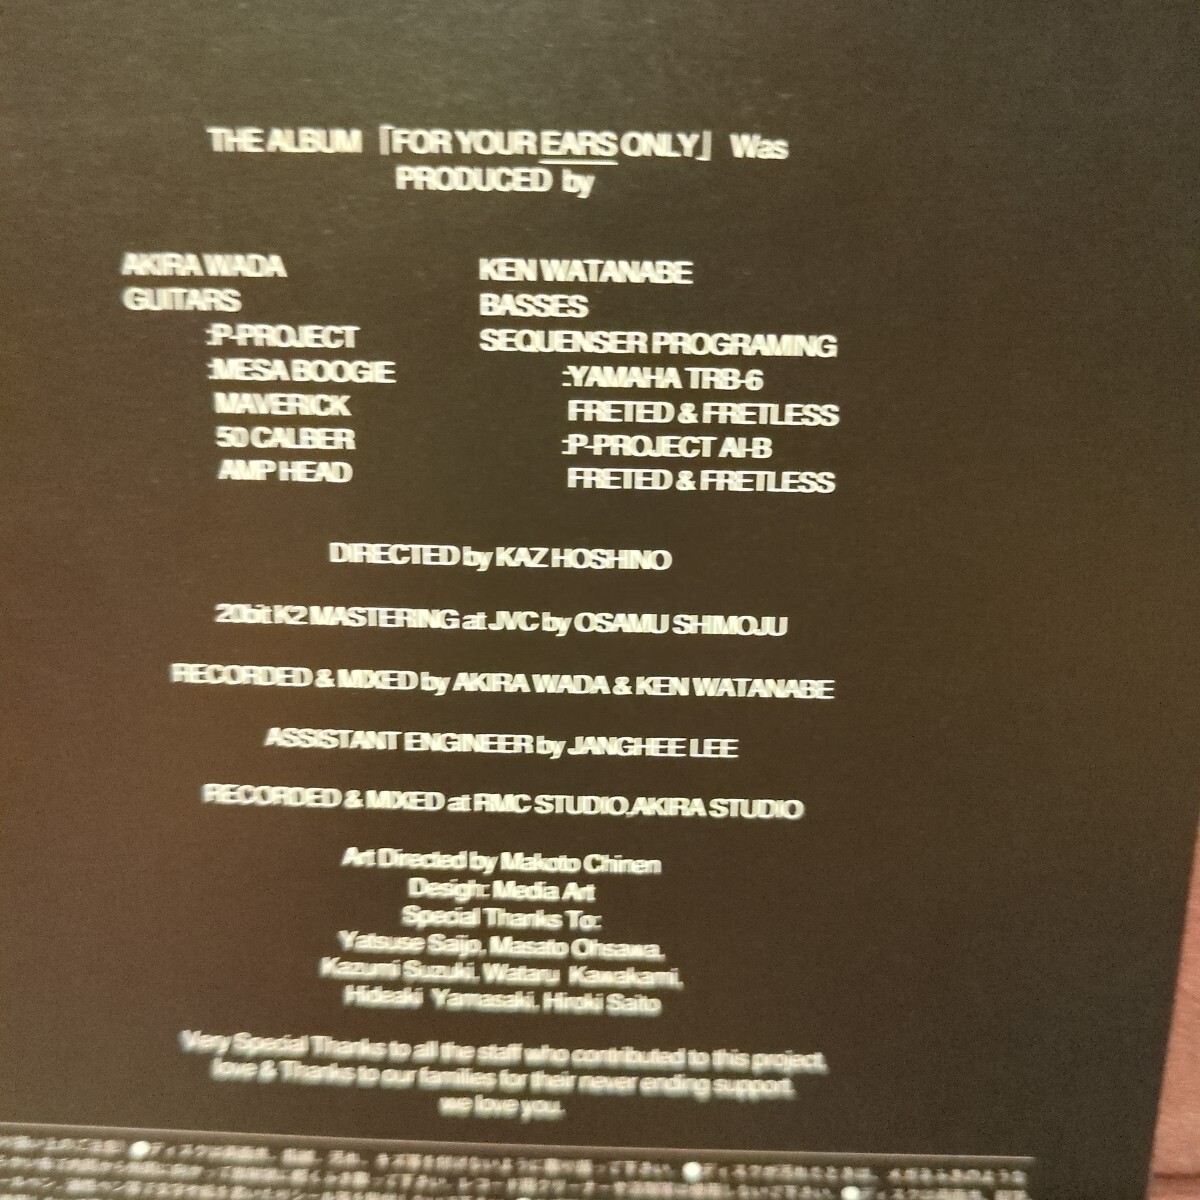 THE ALBUM 「FOR YOUR EARS ONLY」 Was
PRODUCED by
AKIRA WADA
GUITARS
:P-PROJECT
:MESA BOOGIE
MAVERICK
50 CALBER
AMP HEAD
KEN WATANABE
BASSES
SEQUENSER PROGRAMING
:YAMAHA TRB-6
FRETED & FRETLESS
:P-PROJECT AI-B
FRETED & FRETLESS
DIRECTED by KAZ HOSHINO
20bit K2 MASTERING at JVC by OSAMU SHIMOJU
RECORDED & MIXED by AKIRA WADA & KEN WATANABE
ASSISTANT ENGINEER by JANGHEE LEE
RECORDED & MIXED at RMC STUDIO,AKIRA STUDIO
Art Directed by Makoto Chinen
Desigh: Media Art
Special Thanks To:
Yatsuse Saijo, Masato Ohsawa,
Kazumi Suzuki, Wataru Kawakami,
Hideaki Yamasaki, Hiroki Saito
Very Special Thanks to all the staff who contributed to this project,
love & Thanks to our families for their never ending support,
we love you.